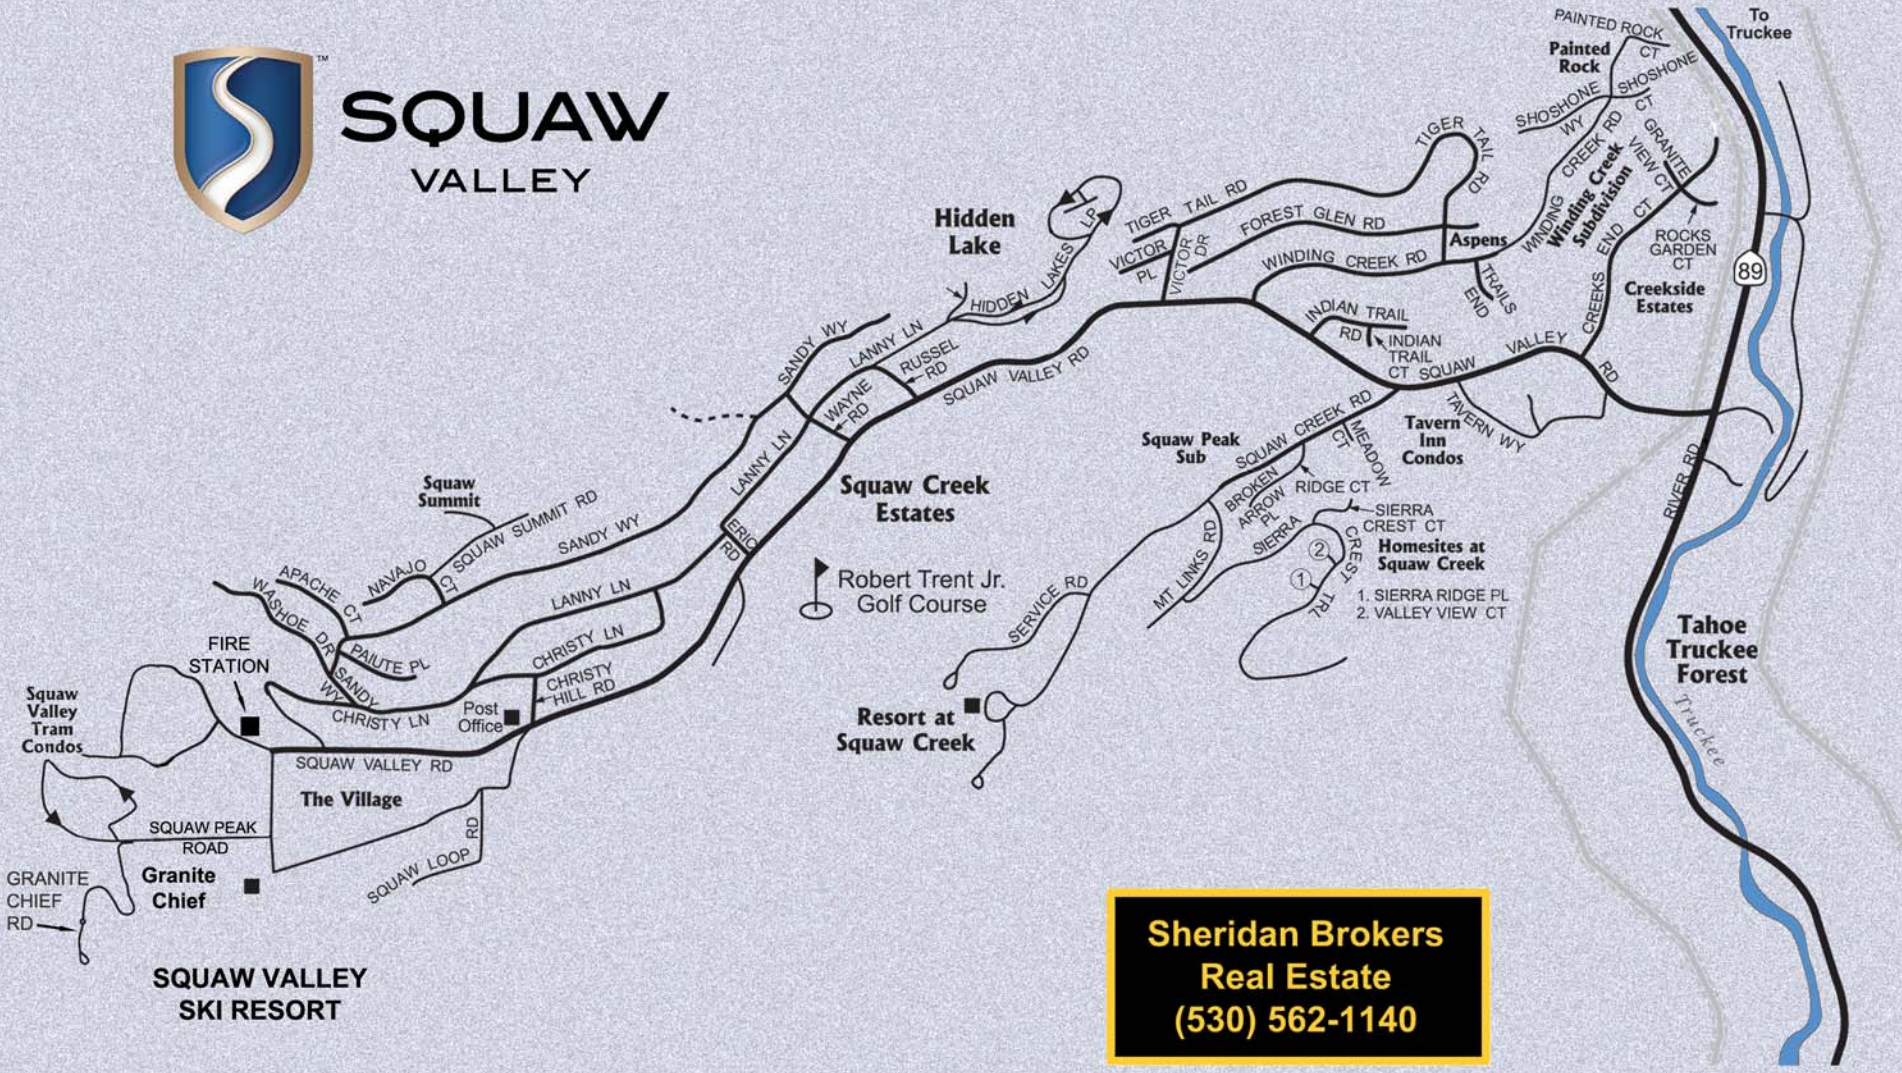 ™
SQUAW
VALLEY
To
Truckee
PAINTED ROCK
CT
Painted
Rock
SHOSHONE
CT
SHOSHONE
WY
GRANITE
VIEW CT
WINDING CREEK RD
Winding Creek
Subdivision
TIGER TAIL RD
TIGER TAIL RD
FOREST GLEN RD
VICTOR
PL
VICTOR
DR
WINDING CREEK RD
Aspens
TRAILS
END
CREEKS END CT
ROCKS
GARDEN
CT
Creekside
Estates
89
Hidden
Lake
HIDDEN LAKES LP
INDIAN TRAIL
RD
INDIAN
TRAIL
CT
SQUAW VALLEY RD
SANDY WY
LANNY LN
RUSSEL
RD
WAYNE
RD
SQUAW VALLEY RD
SQUAW CREEK RD
Tavern
Inn
Condos
TAVERN WY
Squaw Peak
Sub
MEADOW
CT
BROKEN
ARROW
PL
RIDGE CT
RIVER RD
LANNY LN
Squaw Creek
Estates
Squaw
Summit
SQUAW SUMMIT RD
SANDY WY
ERIC
RD
SIERRA
CREST CT
SIERRA CREST TRL
Homesites at
Squaw Creek
2
1
1. SIERRA RIDGE PL
2. VALLEY VIEW CT
MT LINKS RD
SERVICE RD
Robert Trent Jr.
Golf Course
NAVAJO
CT
APACHE CT
WASHOE DR
LANNY LN
CHRISTY LN
CHRISTY
HILL RD
PAIUTE PL
SANDY
WY
FIRE
STATION
CHRISTY LN
Post
Office
Tahoe
Truckee
Forest
Truckee
Squaw
Valley
Tram
Condos
Resort at
Squaw Creek
SQUAW VALLEY RD
The Village
SQUAW PEAK
ROAD
SQUAW LOOP RD
GRANITE
CHIEF
RD
Granite
Chief
SQUAW VALLEY
SKI RESORT
Sheridan Brokers
Real Estate
(530) 562-1140